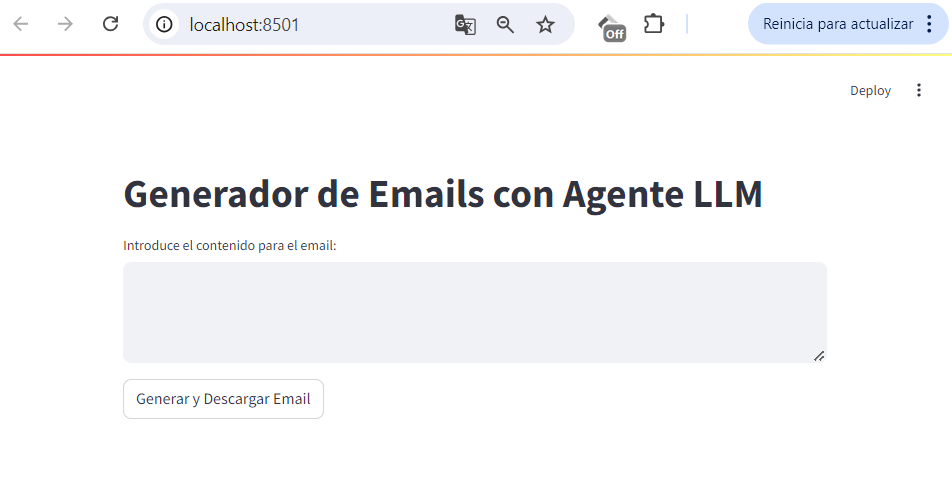 localhost:8501
Off
Reinicia para actualizar
Deploy
Generador de Emails con Agente LLM
Introduce el contenido para el email:
Generar y Descargar Email